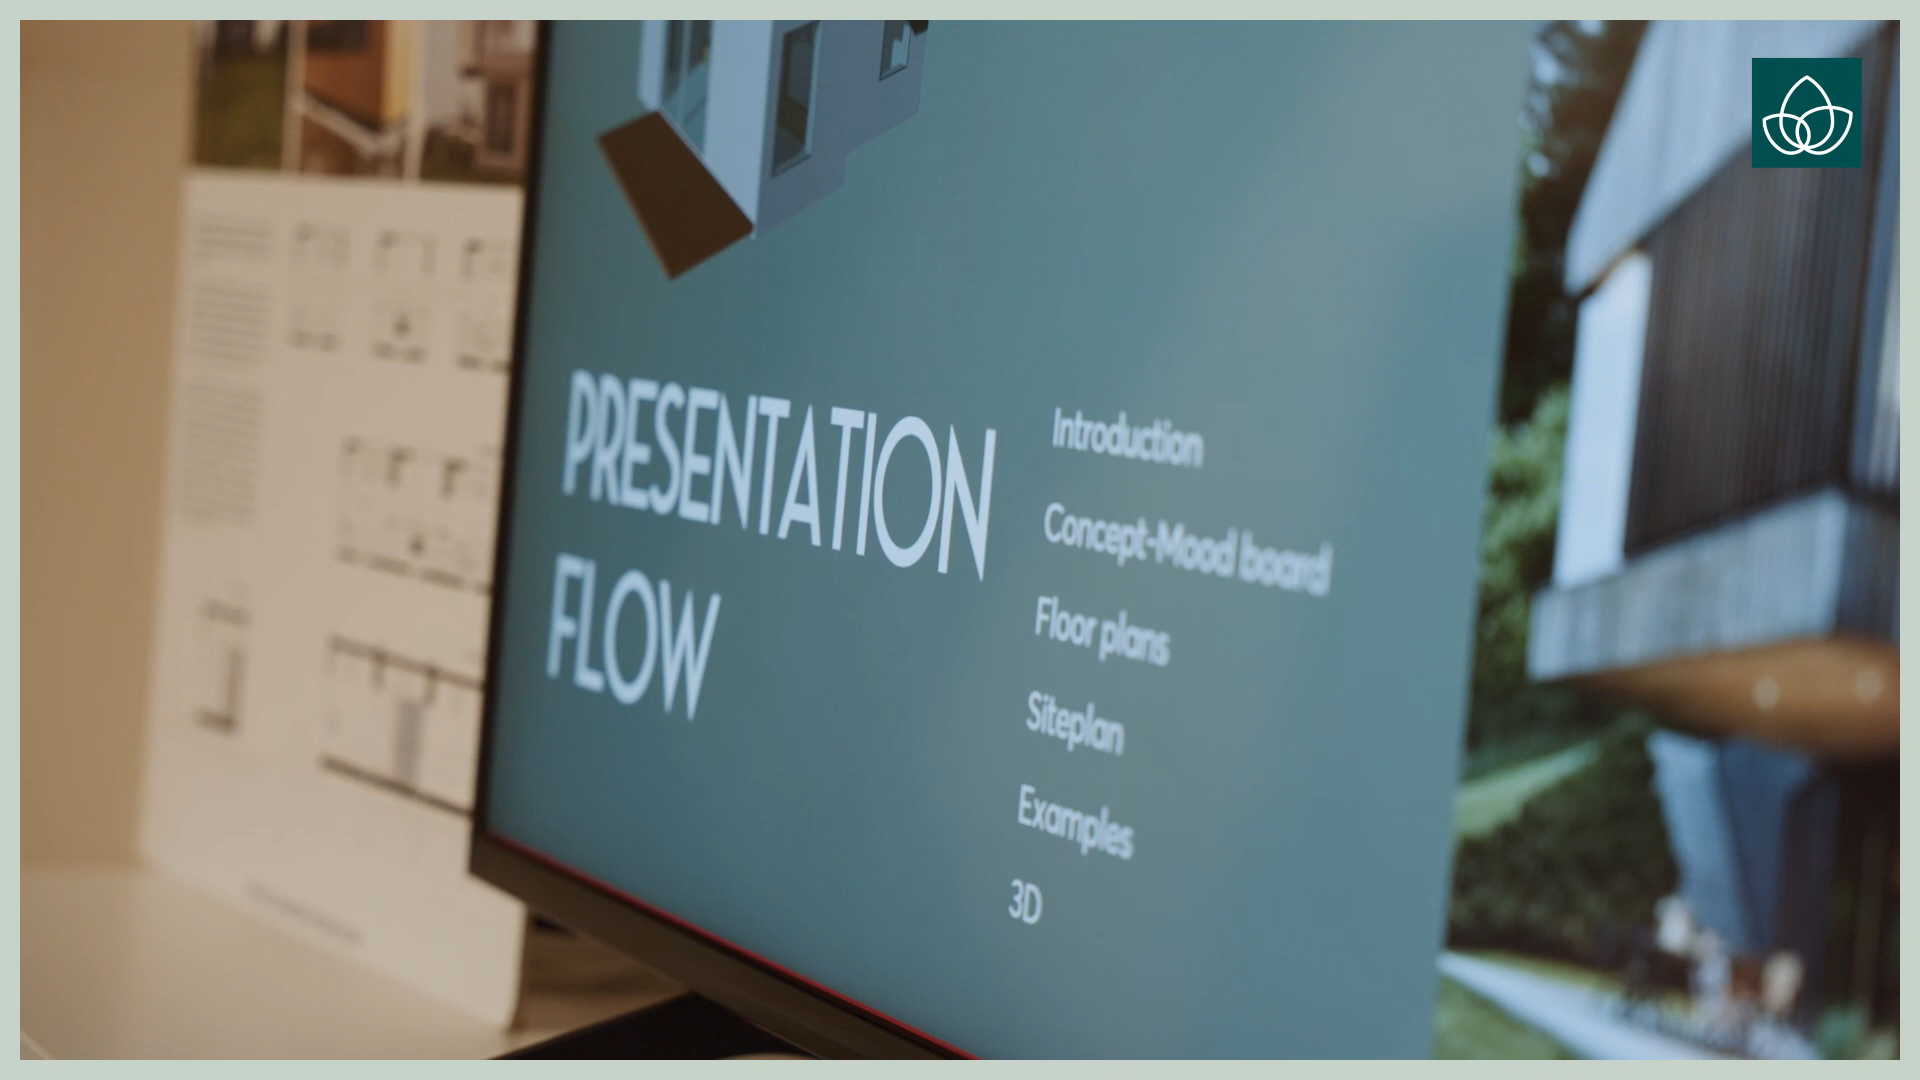 PRESENTATION
FLOW
Introduction
Concept-Mood board
Floor plans
Siteplan
Examples
3D